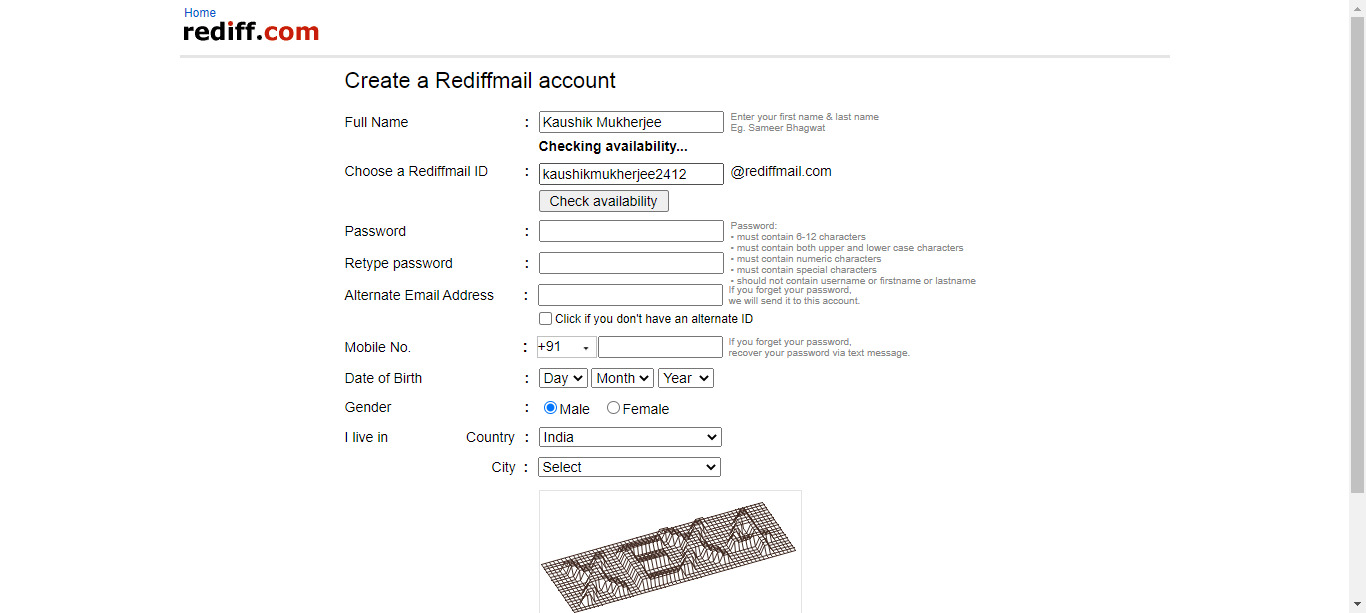 Home
rediff.com
Create a Rediffmail account
Full Name : Kaushik Mukherjee Enter your first name & last name
Eg. Sameer Bhagwat
Checking availability...
Choose a Rediffmail ID : kaushikmukherjee2412 @rediffmail.com
Check availability
Password : Password:
• must contain 6-12 characters
• must contain both upper and lower case characters
• must contain numeric characters
Retype password :
• must contain special characters
• should not contain username or firstname or lastname
Alternate Email Address : If you forget your password,
we will send it to this account.
Click if you don't have an alternate ID
Mobile No. : +91 If you forget your password,
recover your password via text message.
Date of Birth : Day Month Year
Gender : Male Female
I live in Country : India
City : Select